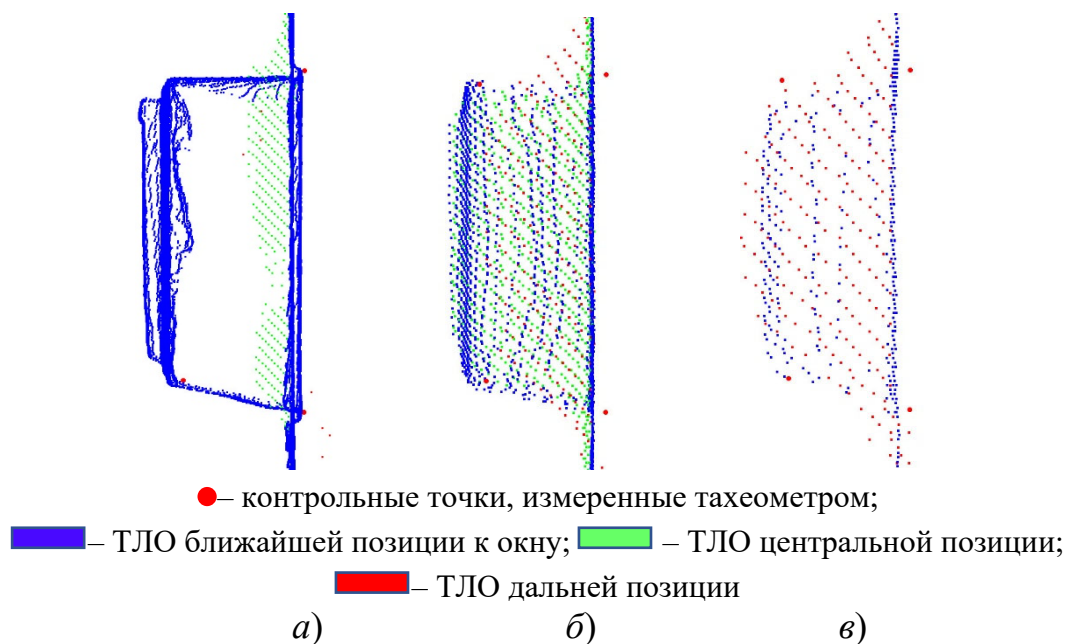 – контрольные точки, измеренные тахеометром;
– ТЛО ближайшей позиции к окну; – ТЛО центральной позиции;
– ТЛО дальней позиции
а) б) в)